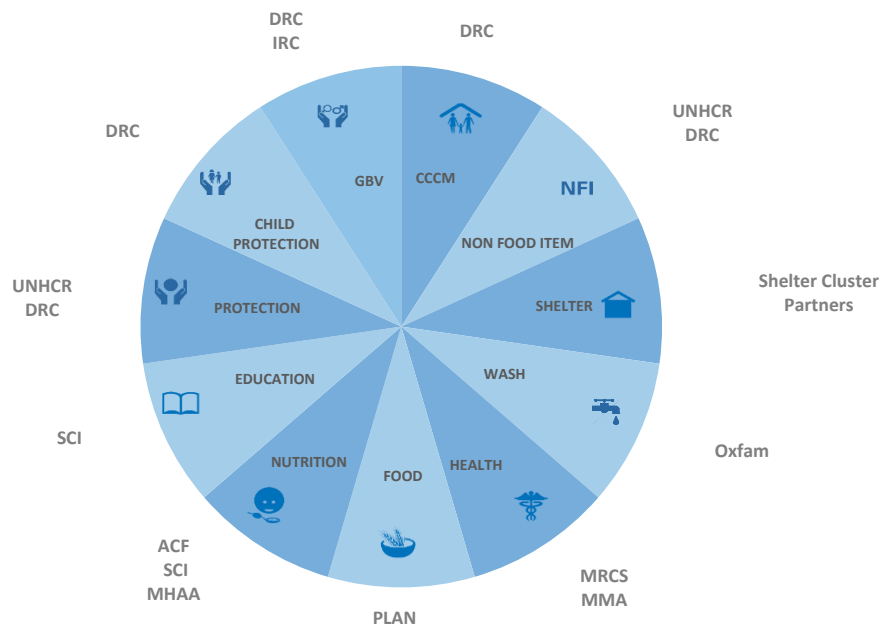 DRC
IRC
DRC
UNHCR
DRC
DRC
GBV
CCCM
NFI
CHILD
PROTECTION
NON FOOD ITEM
UNHCR
DRC
PROTECTION
SHELTER
Shelter Cluster
Partners
EDUCATION
WASH
SCI
Oxfam
NUTRITION
FOOD
HEALTH
ACF
SCI
MHAA
PLAN
MRCS
MMA